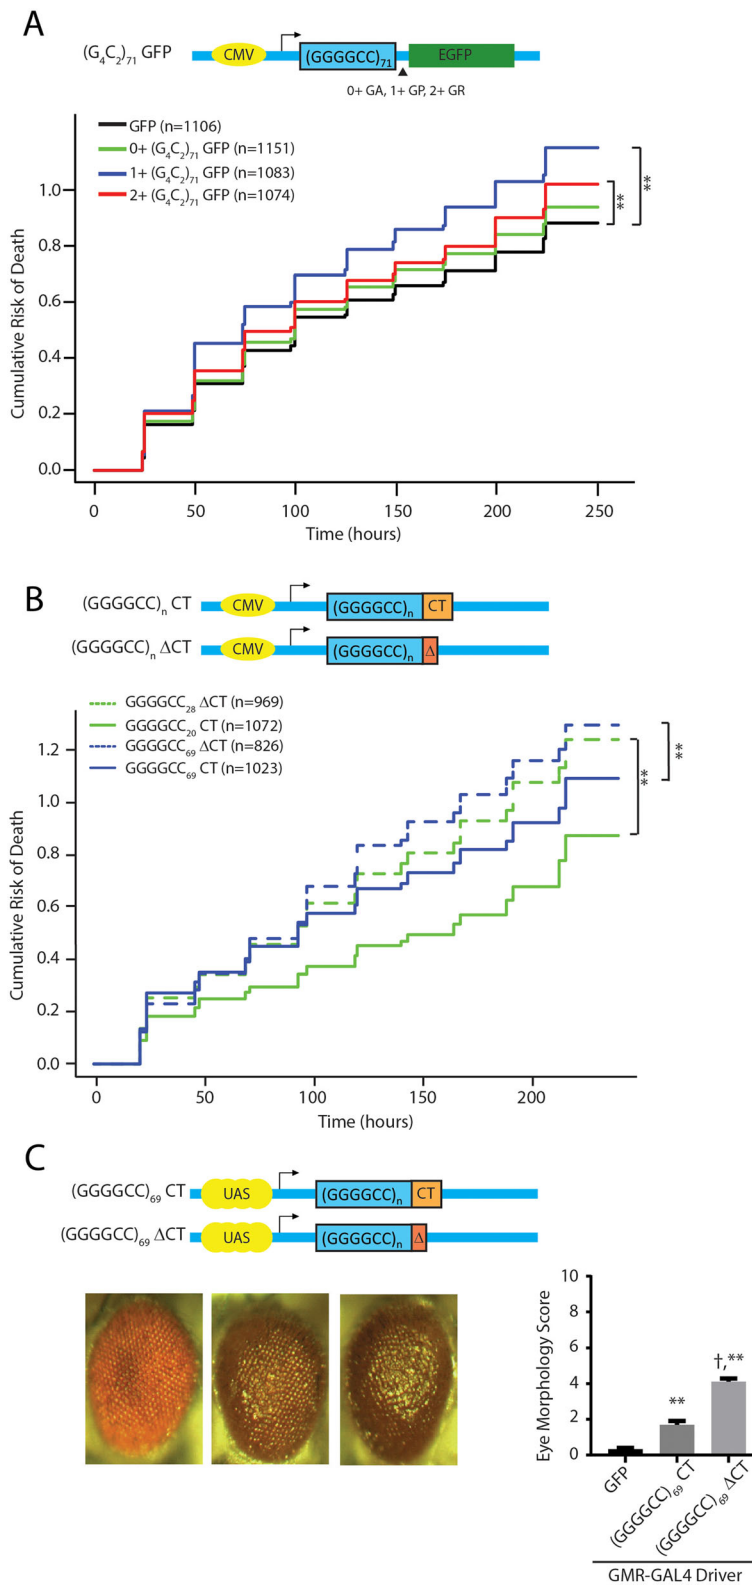 A
(G4C2)71 GFP
CMV
(GGGGCC)71
EGFP
0+ GA, 1+ GP, 2+ GR
GFP (n=1106)
0+ (G4C2)71 GFP (n=1151)
1+ (G4C2)71 GFP (n=1083)
2+ (G4C2)71 GFP (n=1074)
**
**
Cumulative Risk of Death
1.0
0.8
0.6
0.4
0.2
0.0
0 50 100 150 200 250
Time (hours)
B
(GGGGCC)n CT
CMV
(GGGGCC)n
CT
(GGGGCC)n ΔCT
CMV
(GGGGCC)n
Δ
GGGGCC28 ΔCT (n=969)
GGGGCC20 CT (n=1072)
GGGGCC69 ΔCT (n=826)
GGGGCC69 CT (n=1023)
**
**
Cumulative Risk of Death
1.2
1.0
0.8
0.6
0.4
0.2
0.0
0 50 100 150 200
Time (hours)
C
(GGGGCC)69 CT
UAS
(GGGGCC)n
CT
(GGGGCC)69 ΔCT
UAS
(GGGGCC)n
Δ
Eye Morphology Score
10
8
6
4
2
0
**
†,**
GFP
(GGGGCC)69 CT
(GGGGCC)69 ΔCT
GMR-GAL4 Driver